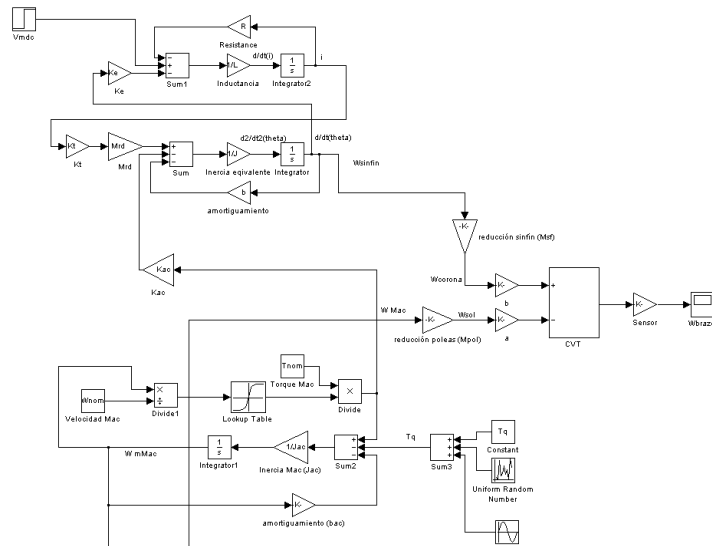 Vmdc
R
Resistance
Ke
Ke
Sum1
d/dt(i)
1/L
Inductancia
1
s
Integrator2
i
Kt
Kt
Mrd
Mrd
Sum
d2/dt2(theta)
1/J
Inercia eqivalente
d/dt(theta)
1
s
Integrator
b
amortiguamiento
Wsinfin
-K-
reducción sinfin (Msf)
Kac
Kac
Wcorona
K-
b
W Mac
-K-
reducción poleas (Mpol)
Wsol
K-
a
CVT
K-
Sensor
Wbrazo
Wnom
Velocidad Mac
Divide1
Lookup Table
Tnom
Torque Mac
Divide
W mMac
1
s
Integrator1
1/Jac
Inercia Mac (Jac)
Sum2
Tq
Sum3
Tq
Constant
Uniform Random
Number
K-
amortiguamiento (bac)